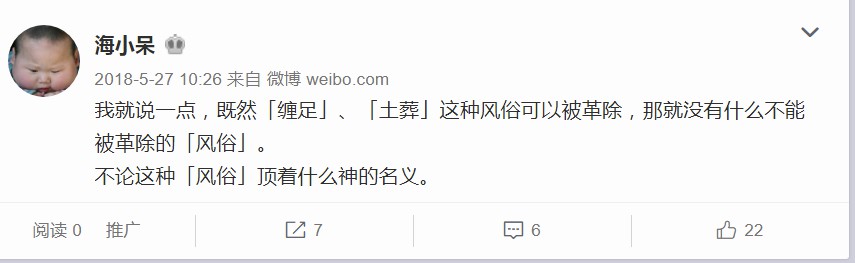 海小呆
2018-5-27 10:26 来自 微博 weibo.com
我就说一点，既然「缠足」、「土葬」这种风俗可以被革除，那就没有什么不能
被革除的「风俗」。
不论这种「风俗」顶着什么神的名义。
阅读 0 推广 7 6 22